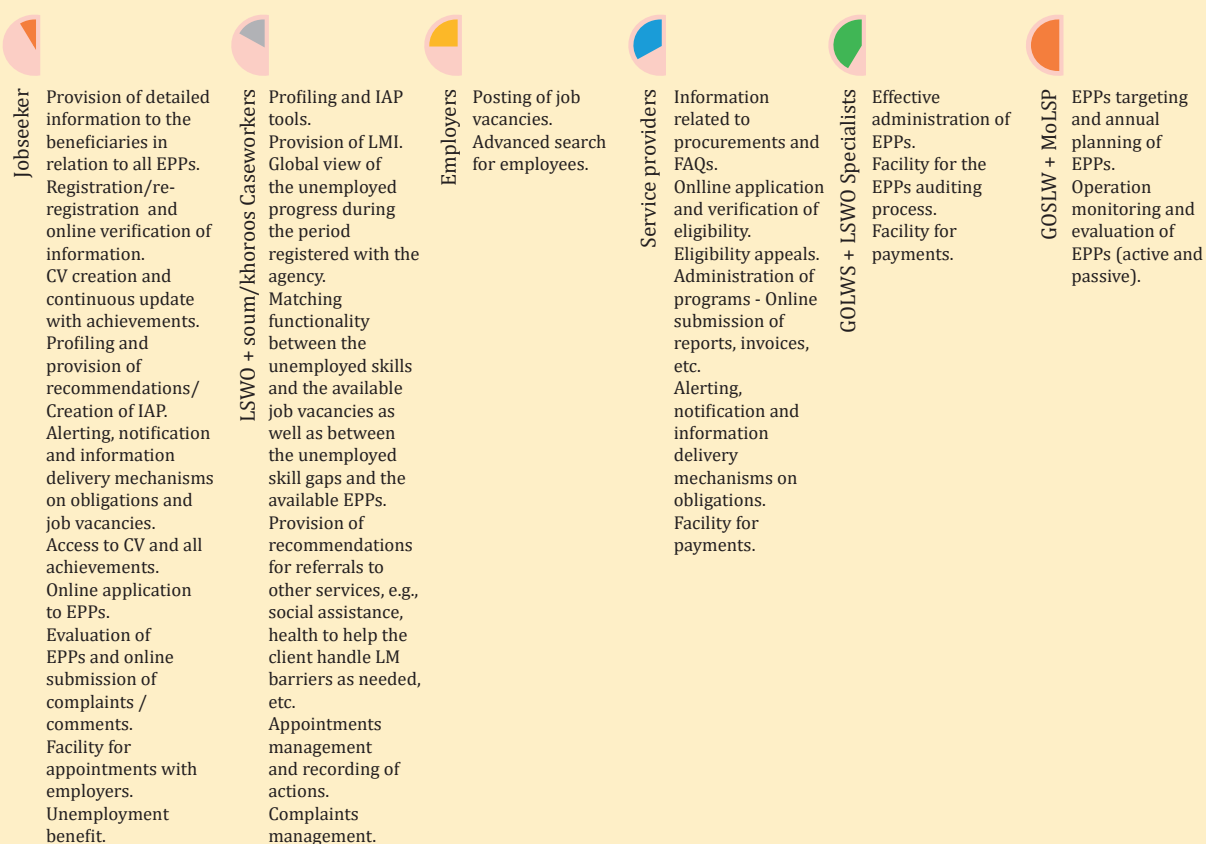 Jobseeker
Provision of detailed
information to the
beneficiaries in
relation to all EPPs.
Registration/re-
registration and
online verification of
information.
CV creation and
continuous update
with achievements.
Profiling and
provision of
recommendations/
Creation of IAP.
Alerting, notification
and information
delivery mechanisms
on obligations and
job vacancies.
Access to CV and all
achievements.
Online application
to EPPs.
Evaluation of
EPPs and online
submission of
complaints /
comments.
Facility for
appointments with
employers.
Unemployment
benefit.
LSWO + soum/khoroos Caseworkers
Profiling and IAP
tools.
Provision of LMI.
Global view of
the unemployed
progress during
the period
registered with the
agency.
Matching
functionality
between the
unemployed skills
and the available
job vacancies as
well as between
the unemployed
skill gaps and the
available EPPs.
Provision of
recommendations
for referrals to
other services, e.g.,
social assistance,
health to help the
client handle LM
barriers as needed,
etc.
Appointments
management
and recording of
actions.
Complaints
management.
Employers
Posting of job
vacancies.
Advanced search
for employees.
Service providers
Information
related to
procurements and
FAQs.
Onlline application
and verification of
eligibility.
Eligibility appeals.
Administration of
programs - Online
submission of
reports, invoices,
etc.
Alerting,
notification and
information
delivery
mechanisms on
obligations.
Facility for
payments.
GOLWS + LSWO Specialists
Effective
administration of
EPPs.
Facility for the
EPPs auditing
process.
Facility for
payments.
GOSLW + MoLSP
EPPs targeting
and annual
planning of
EPPs.
Operation
monitoring and
evaluation of
EPPs (active and
passive).